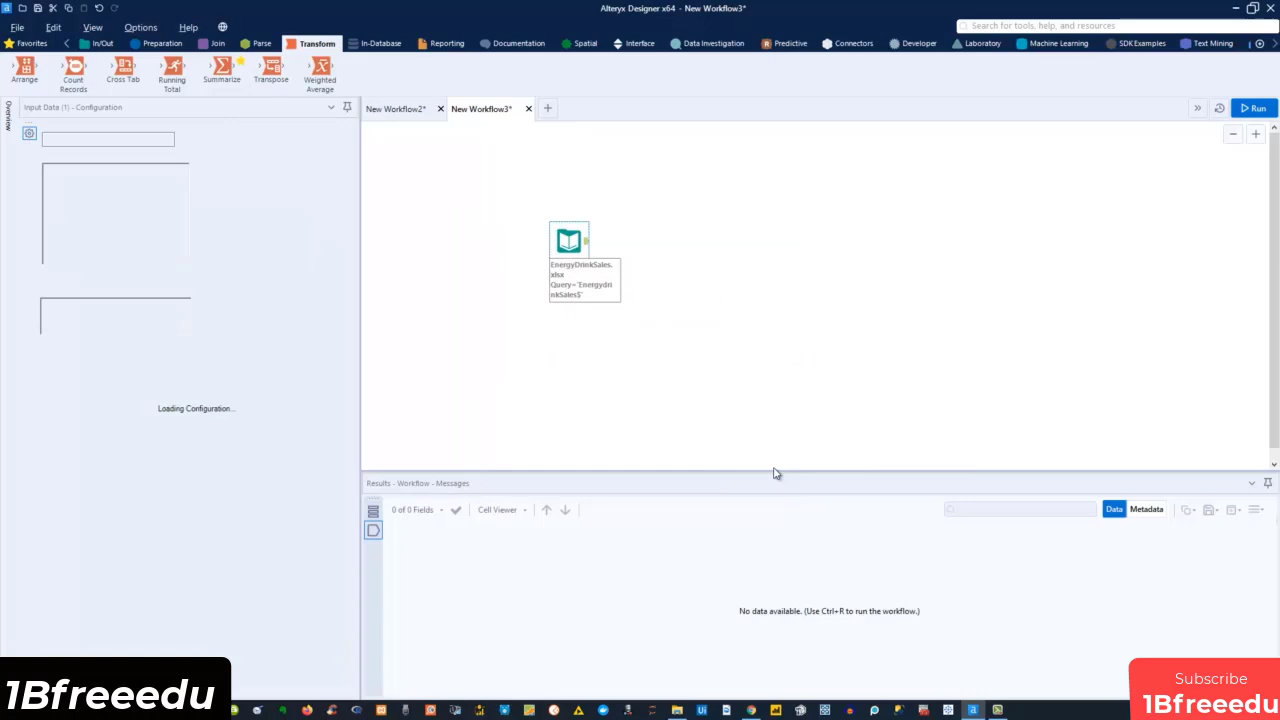 Alteryx Designer x64 - New Workflow3*
File Edit View Options Help
Search for tools, help, and resources
Favorites In/Out Preparation Join Parse Transform In-Database Reporting Documentation Spatial Interface Data Investigation Predictive Connectors Developer Laboratory Machine Learning SDK Examples Text Mining
Arrange
Count Records
Cross Tab
Running Total
Summarize
Transpose
Weighted Average
Overview
Input Data (1) - Configuration
New Workflow2*
New Workflow3*
Run
EnergyDrinkSales.
xlsx
Query=`Energydri
nkSales$`
Loading Configuration...
Results - Workflow - Messages
0 of 0 Fields
Cell Viewer
Data
Metadata
No data available. (Use Ctrl+R to run the workflow.)
1Bfreeedu
Subscribe
1Bfreeedu